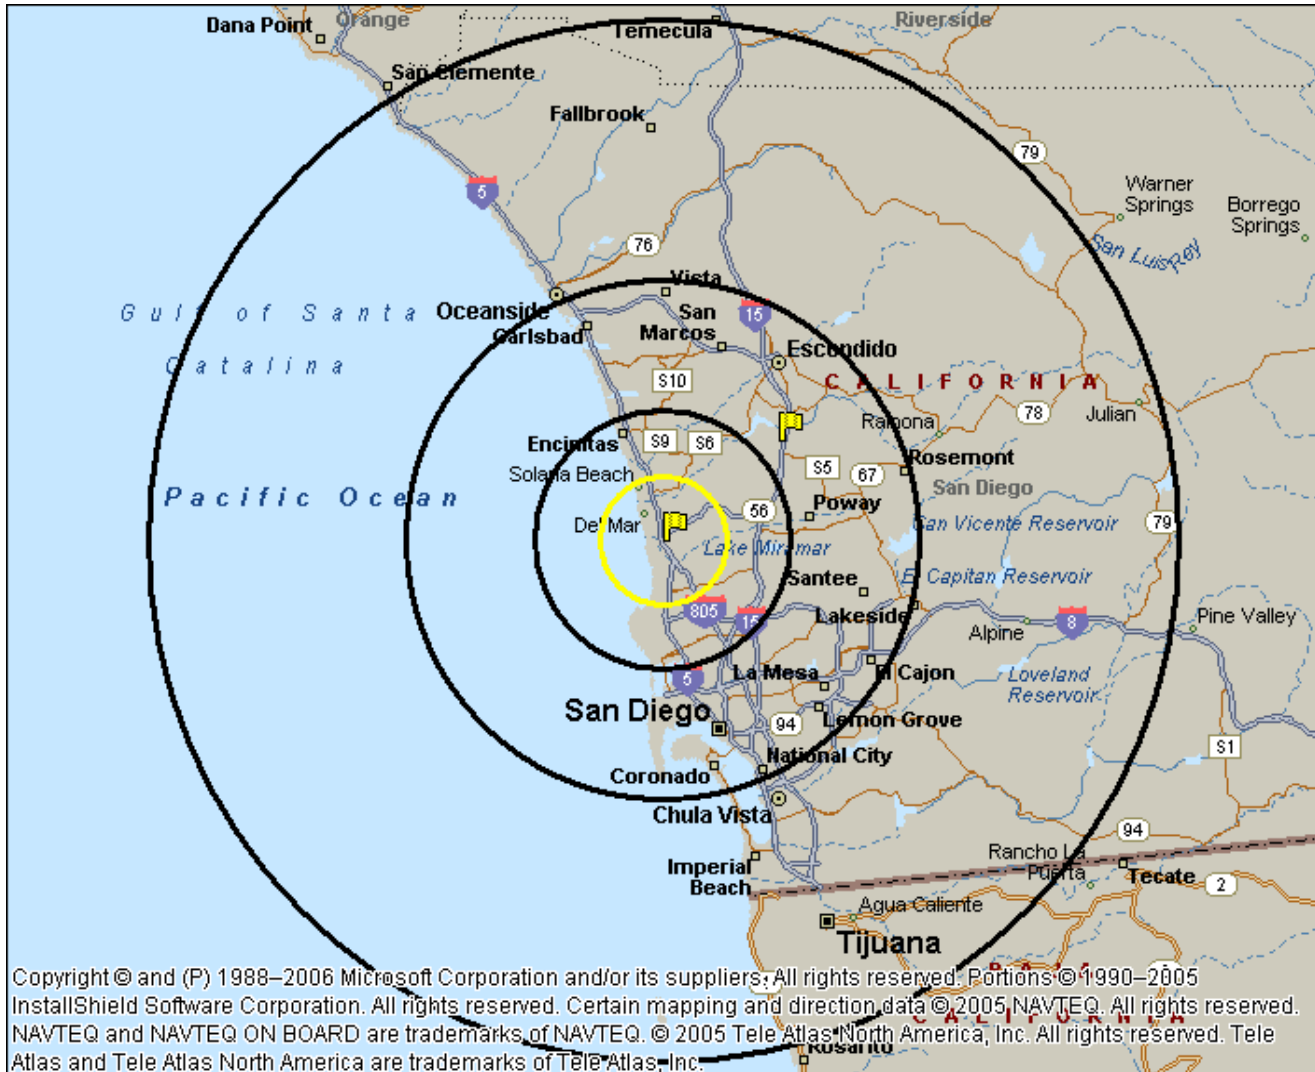 Orange
Riverside
Dana Point
Temecula
San Clemente
Fallbrook
79
5
Warner
Springs
Borrego
Springs
76
San Luis Rey
Vista
Gulf of Santa
Catalina
Oceanside
San
Marcos
15
Carlsbad
Escondido
S10
CALIFORNIA
78
Julian
Ramona
Encinitas
S9
S6
S5
67
Rosemont
Solana Beach
San Diego
Pacific Ocean
56
Poway
Del Mar
San Vicente Reservoir
79
Lake Miramar
Santee
El Capitan Reservoir
805
15
Lakeside
Alpine
8
Pine Valley
5
La Mesa
El Cajon
Loveland
Reservoir
San Diego
94
Lemon Grove
S1
Coronado
National City
Chula Vista
94
Imperial
Beach
Rancho La
Puerta
Tecate
2
Agua Caliente
Tijuana
BAJA
CALIFORNIA
Copyright © and (P) 1988–2006 Microsoft Corporation and/or its suppliers. All rights reserved. Portions © 1990–2005
InstallShield Software Corporation. All rights reserved. Certain mapping and direction data © 2005 NAVTEQ. All rights reserved.
NAVTEQ and NAVTEQ ON BOARD are trademarks of NAVTEQ. © 2005 Tele Atlas North America, Inc. All rights reserved. Tele
Atlas and Tele Atlas North America are trademarks of Tele Atlas, Inc.
Rosarito